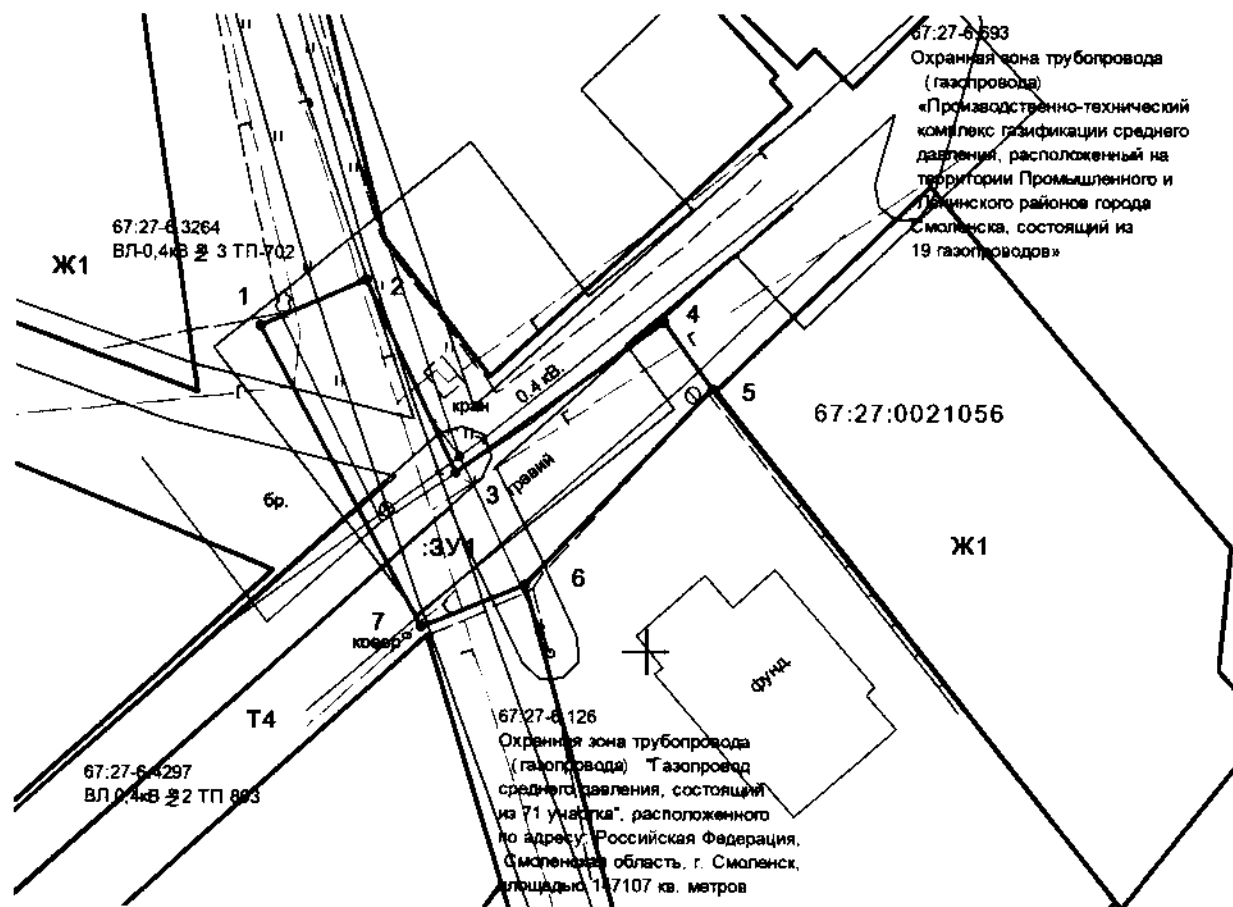 67:27-6.693
Охранная зона трубопровода
(газопровода)
«Производственно-технический
комплекс газификации среднего
давления, расположенный на
территории Промышленного и
Ленинского районов города
Смоленска, состоящий из
19 газопроводов»
67:27-6.3264
ВЛ-0,4кВ № 3 ТП-702
Ж1
1
2
4
0.4 кВ.
кран
5
67:27:0021056
3
гравий
бр.
:ЗУ1
Ж1
6
7
ковер
фунд.
Т4
67:27-6.126
Охранная зона трубопровода
(газопровода) "Газопровод
среднего давления, состоящий
из 71 участка", расположенного
по адресу: Российская Федерация,
Смоленская область, г. Смоленск,
площадью 147107 кв. метров
67:27-6.4297
ВЛ 0,4кВ №2 ТП 893